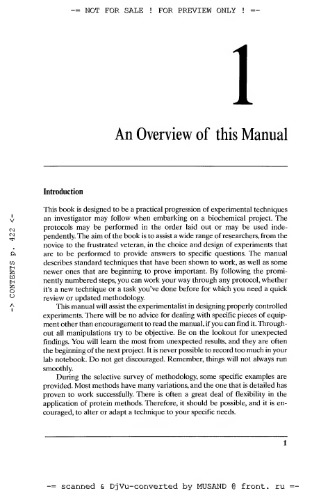 -= NOT FOR SALE ! FOR PREVIEW ONLY ! =-
1
An Overview of this Manual
Introduction
This book is designed to be a practical progression of experimental techniques
an investigator may follow when embarking on a biochemical project. The
protocols may be performed in the order laid out or may be used inde-
pendently. The aim of the book is to assist a wide range of researchers, from the
novice to the frustrated veteran, in the choice and design of experiments that
are to be performed to provide answers to specific questions. The manual
describes standard techniques that have been shown to work, as well as some
newer ones that are beginning to prove important. By following the promi-
nently numbered steps, you can work your way through any protocol, whether
it's a new technique or a task you've done before for which you need a quick
review or updated methodology.
This manual will assist the experimentalist in designing properly controlled
experiments. There will be no advice for dealing with specific pieces of equip-
ment other than encouragement to read the manual, if you can find it. Through-
out all manipulations try to be objective. Be on the lookout for unexpected
findings. You will learn the most from unexpected results, and they are often
the beginning of the next project. It is never possible to record too much in your
lab notebook. Do not get discouraged. Remember, things will not always run
smoothly.
During the selective survey of methodology, some specific examples are
provided. Most methods have many variations, and the one that is detailed has
proven to work successfully. There is often a great deal of flexibility in the
application of protein methods. Therefore, it should be possible, and it is en-
couraged, to alter or adapt a technique to your specific needs.
1
-> CONTENTS p. 422 <-
-= scanned & DjVu-converted by MUSAND @ front. ru =-